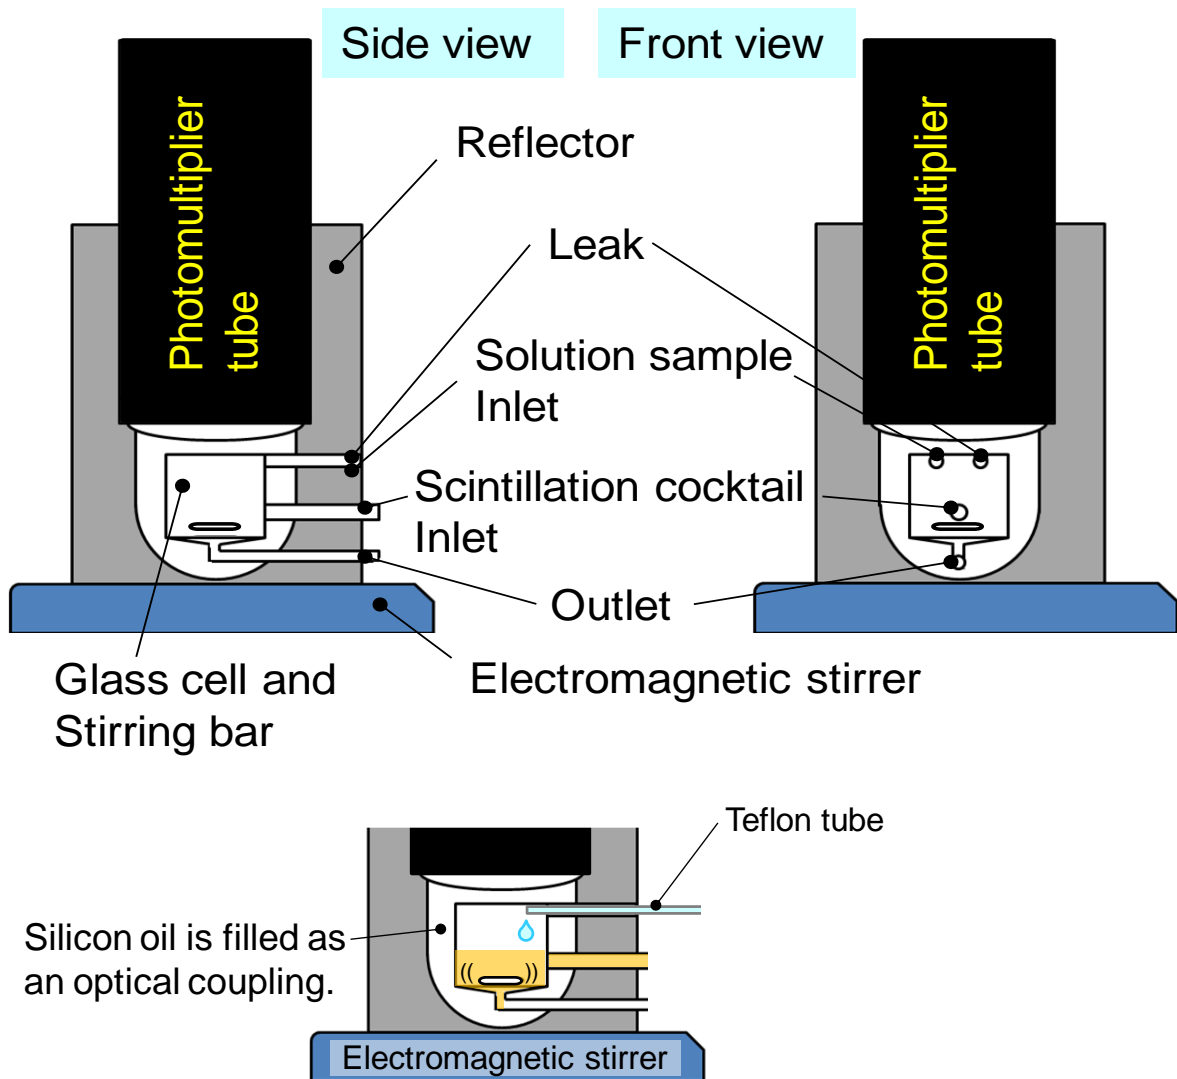 Side view
Front view
Photomultiplier
tube
Photomultiplier
tube
Reflector
Leak
Solution sample
Inlet
Scintillation cocktail
Inlet
Outlet
Glass cell and
Stirring bar
Electromagnetic stirrer
Teflon tube
Silicon oil is filled as
an optical coupling.
((
))
Electromagnetic stirrer